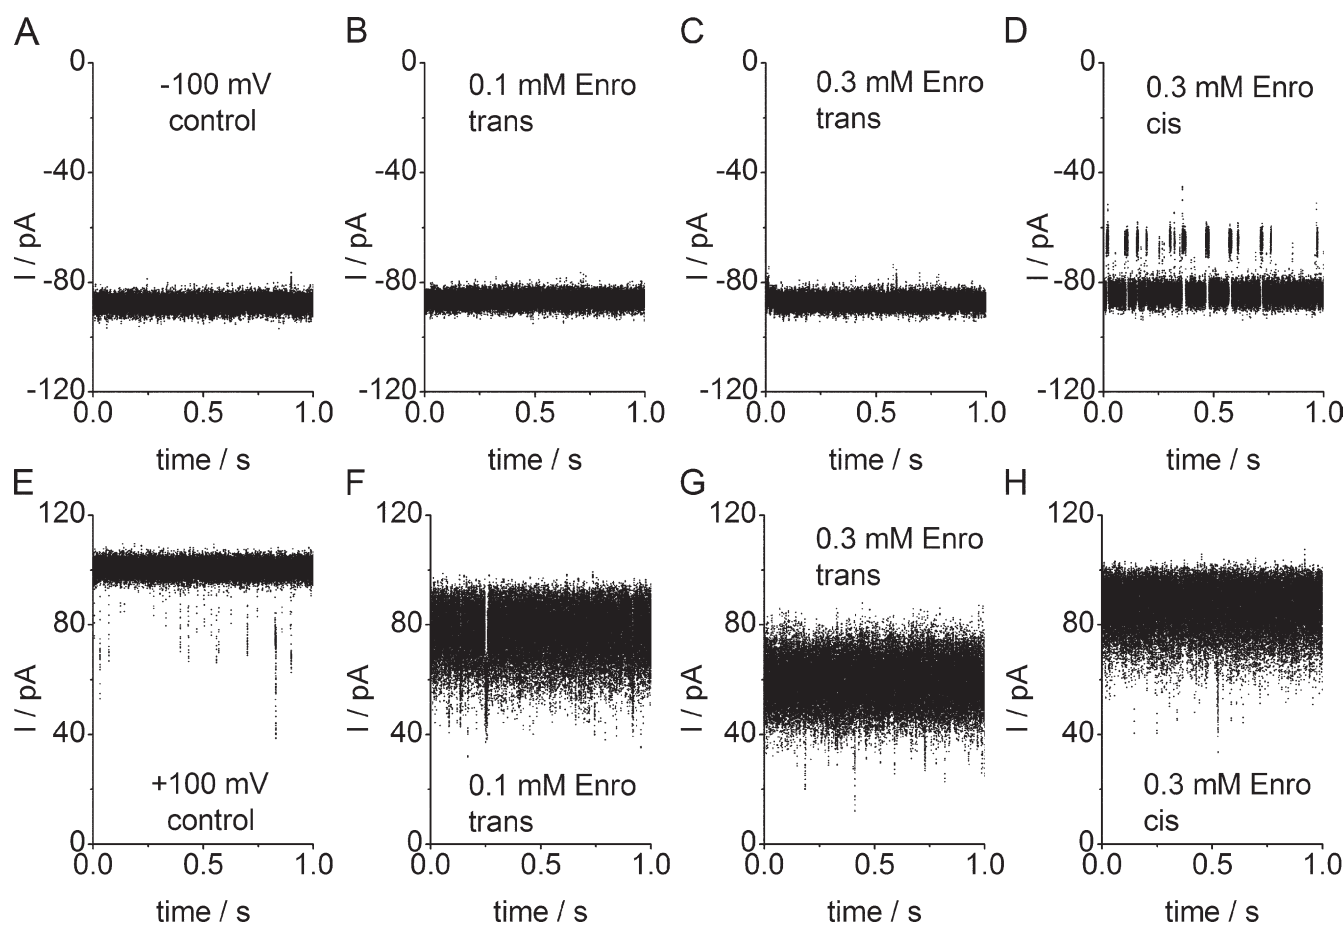 A
B
C
D
0
-40
-80
-120
I / pA
-100 mV
control
0.0
0.5
1.0
time / s
0
-40
-80
-120
I / pA
0.1 mM Enro
trans
0.0
0.5
1.0
time / s
0
-40
-80
-120
I / pA
0.3 mM Enro
trans
0.0
0.5
1.0
time / s
0
-40
-80
-120
I / pA
0.3 mM Enro
cis
0.0
0.5
1.0
time / s
E
F
G
H
120
80
40
0
I / pA
+100 mV
control
0.0
0.5
1.0
time / s
120
80
40
0
I / pA
0.1 mM Enro
trans
0.0
0.5
1.0
time / s
120
80
40
0
I / pA
0.3 mM Enro
trans
0.0
0.5
1.0
time / s
120
80
40
0
I / pA
0.3 mM Enro
cis
0.0
0.5
1.0
time / s